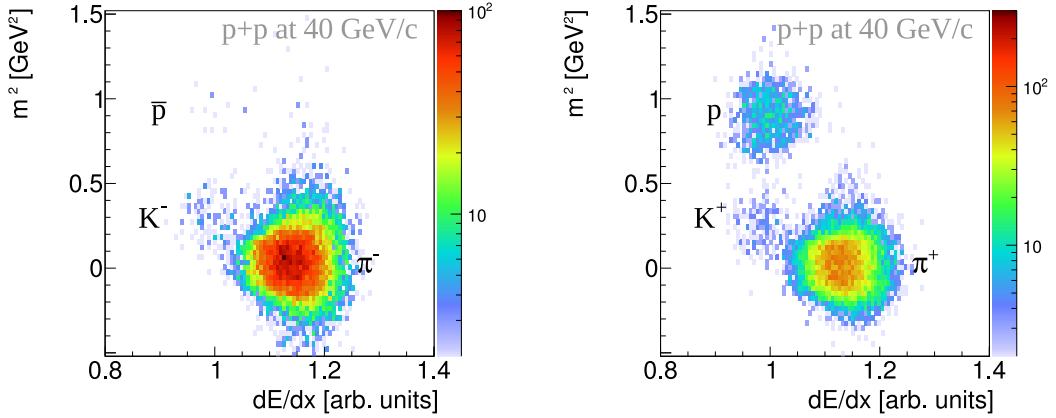 p+p at 40 GeV/c
m² [GeV²]
1.5
1
0.5
0
p̅
K⁻
π⁻
10²
10
0.8
1
1.2
1.4
dE/dx [arb. units]
p+p at 40 GeV/c
m² [GeV²]
1.5
1
0.5
0
p
K⁺
π⁺
10²
10
0.8
1
1.2
1.4
dE/dx [arb. units]